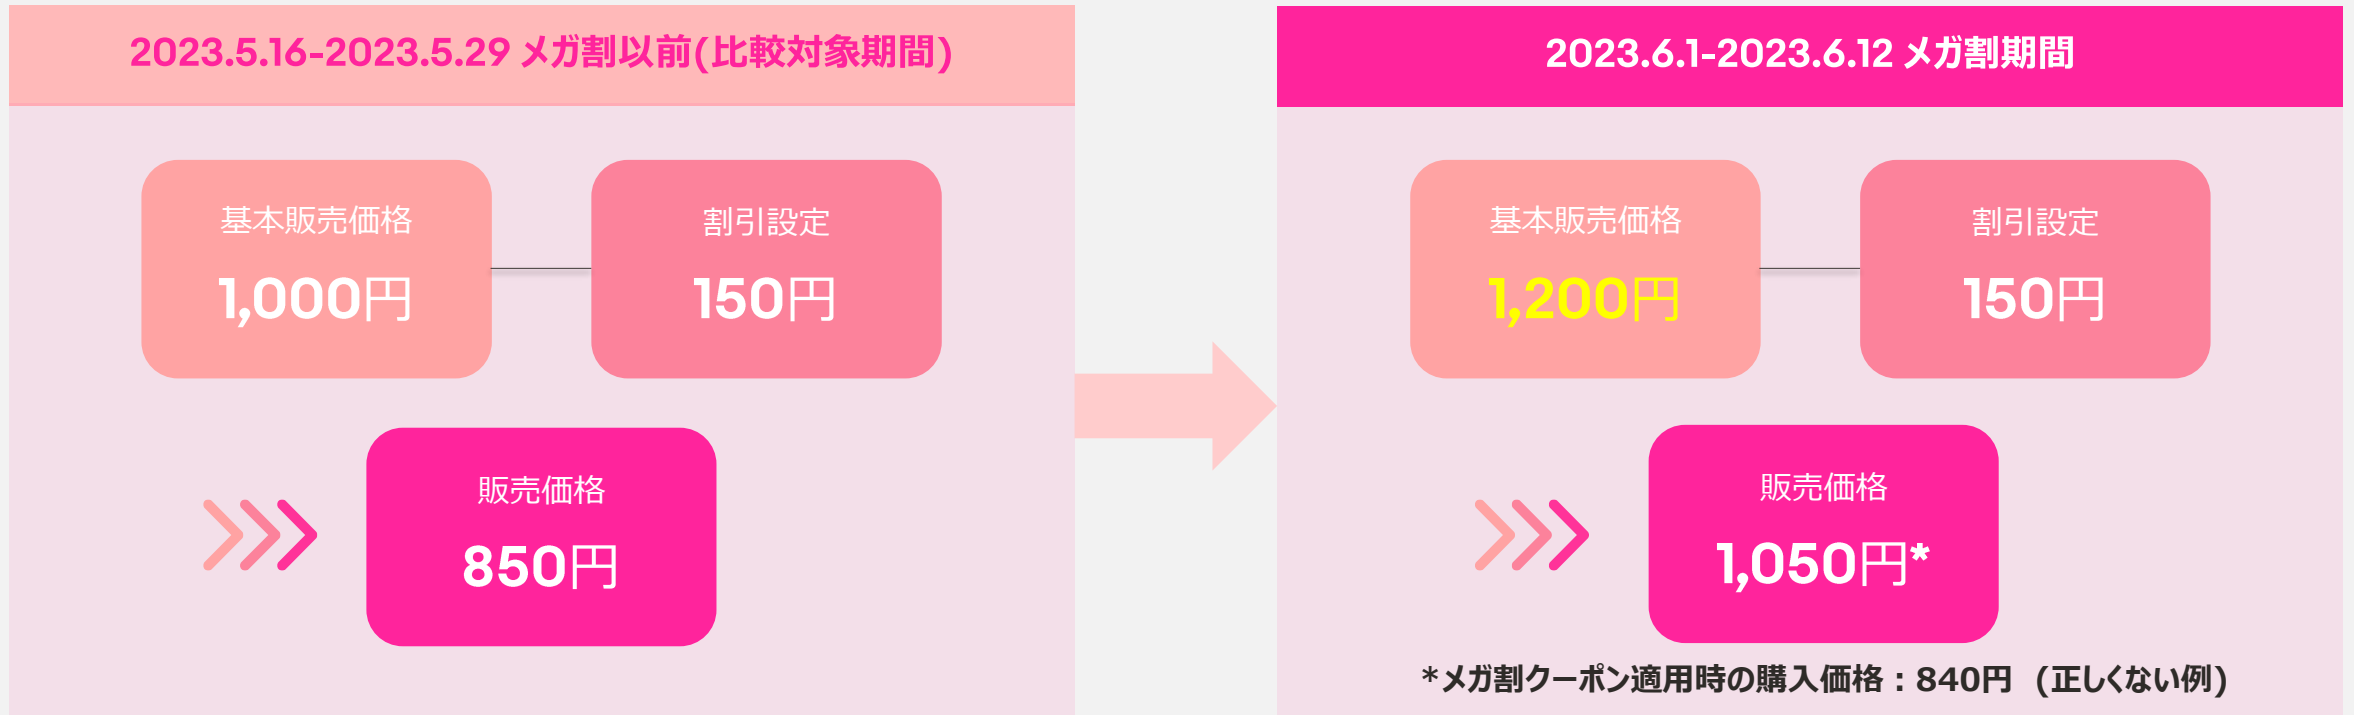 2023.5.16-2023.5.29 メガ割以前(比較対象期間)
基本販売価格
1,000円
割引設定
150円
販売価格
850円
2023.6.1-2023.6.12 メガ割期間
基本販売価格
1,200円
割引設定
150円
販売価格
1,050円*
*メガ割クーポン適用時の購入価格：840円 (正しくない例)